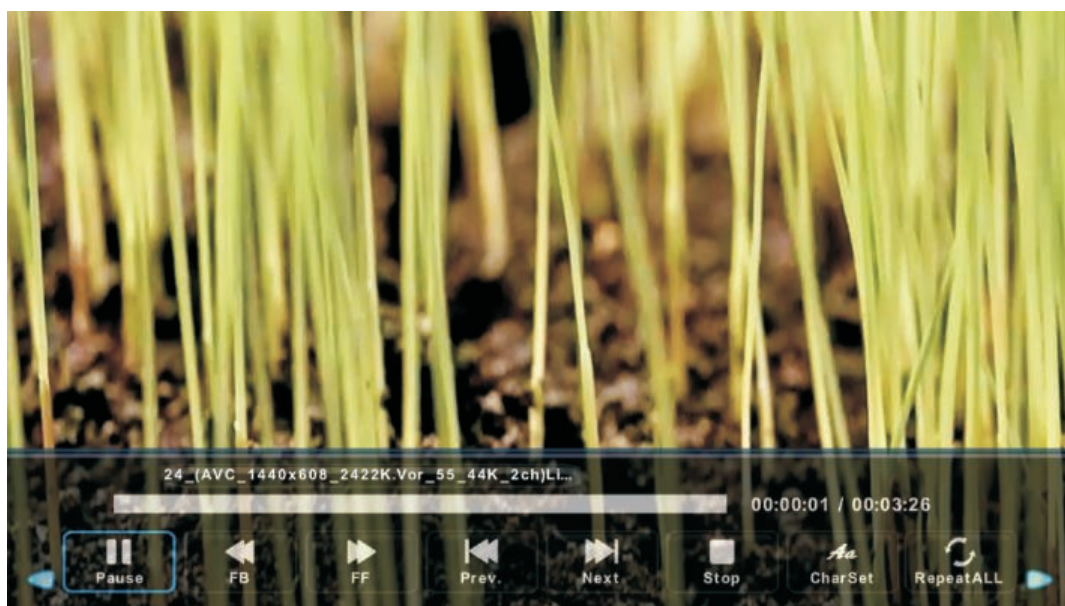 24_(AVC_1440x608_2422K.Vor_55_44K_2ch)Li...
00:00:01 / 00:03:26
Pause FB FF Prev. Next Stop CharSet RepeatALL
Aa